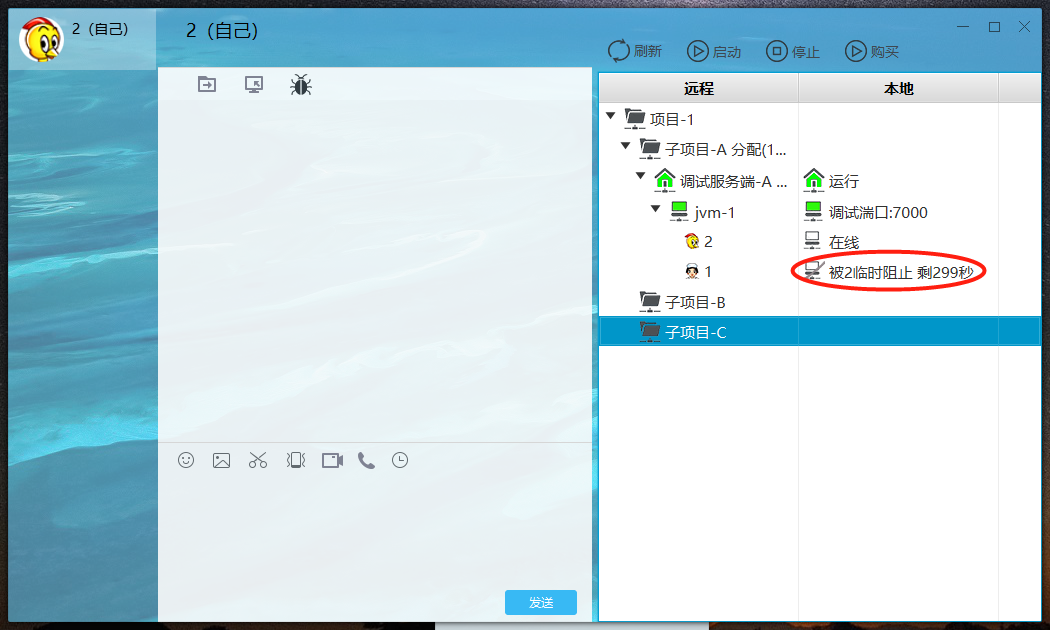 2（自己）
2（自己）
刷新 启动 停止 购买
远程 本地
项目-1
子项目-A 分配(1...
调试服务端-A ... 运行
jvm-1 调试湍口:7000
2 在线
1 被2临时阻止 剩299秒
子项目-B
子项目-C
发送